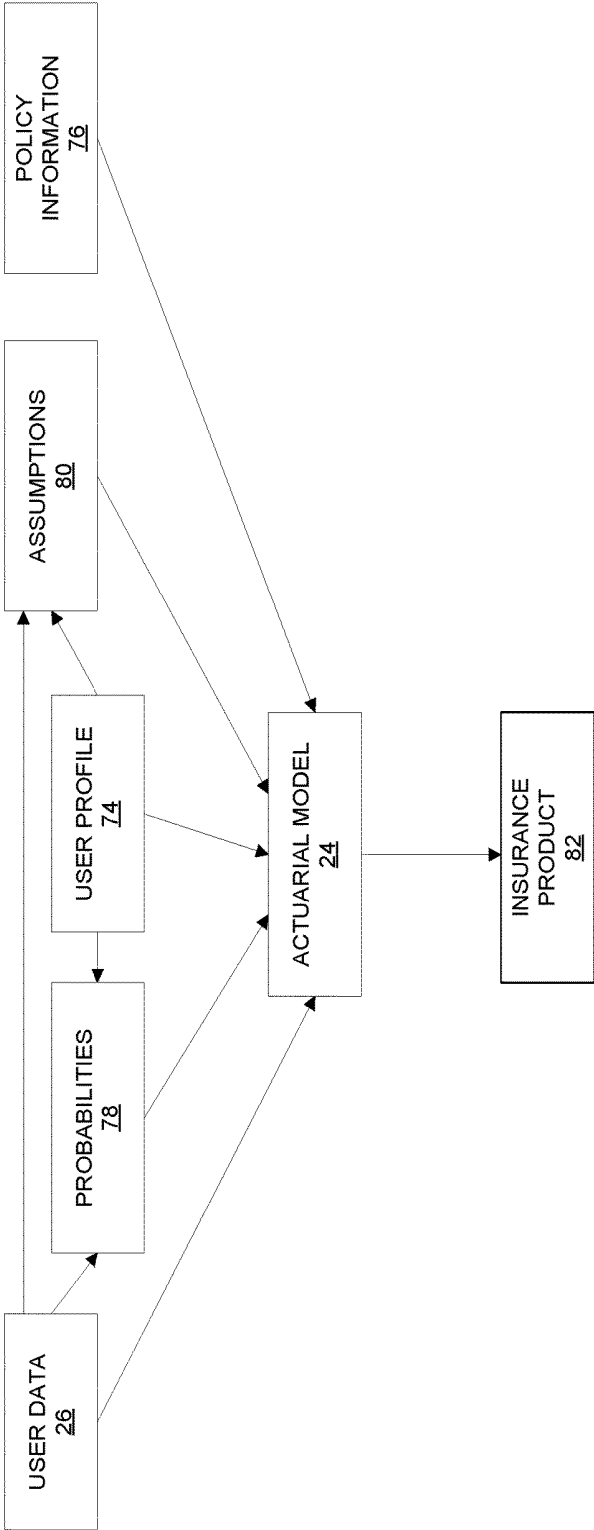 USER DATA
26
PROBABILITIES
78
USER PROFILE
74
ASSUMPTIONS
80
POLICY
INFORMATION
76
ACTUARIAL MODEL
24
INSURANCE
PRODUCT
82